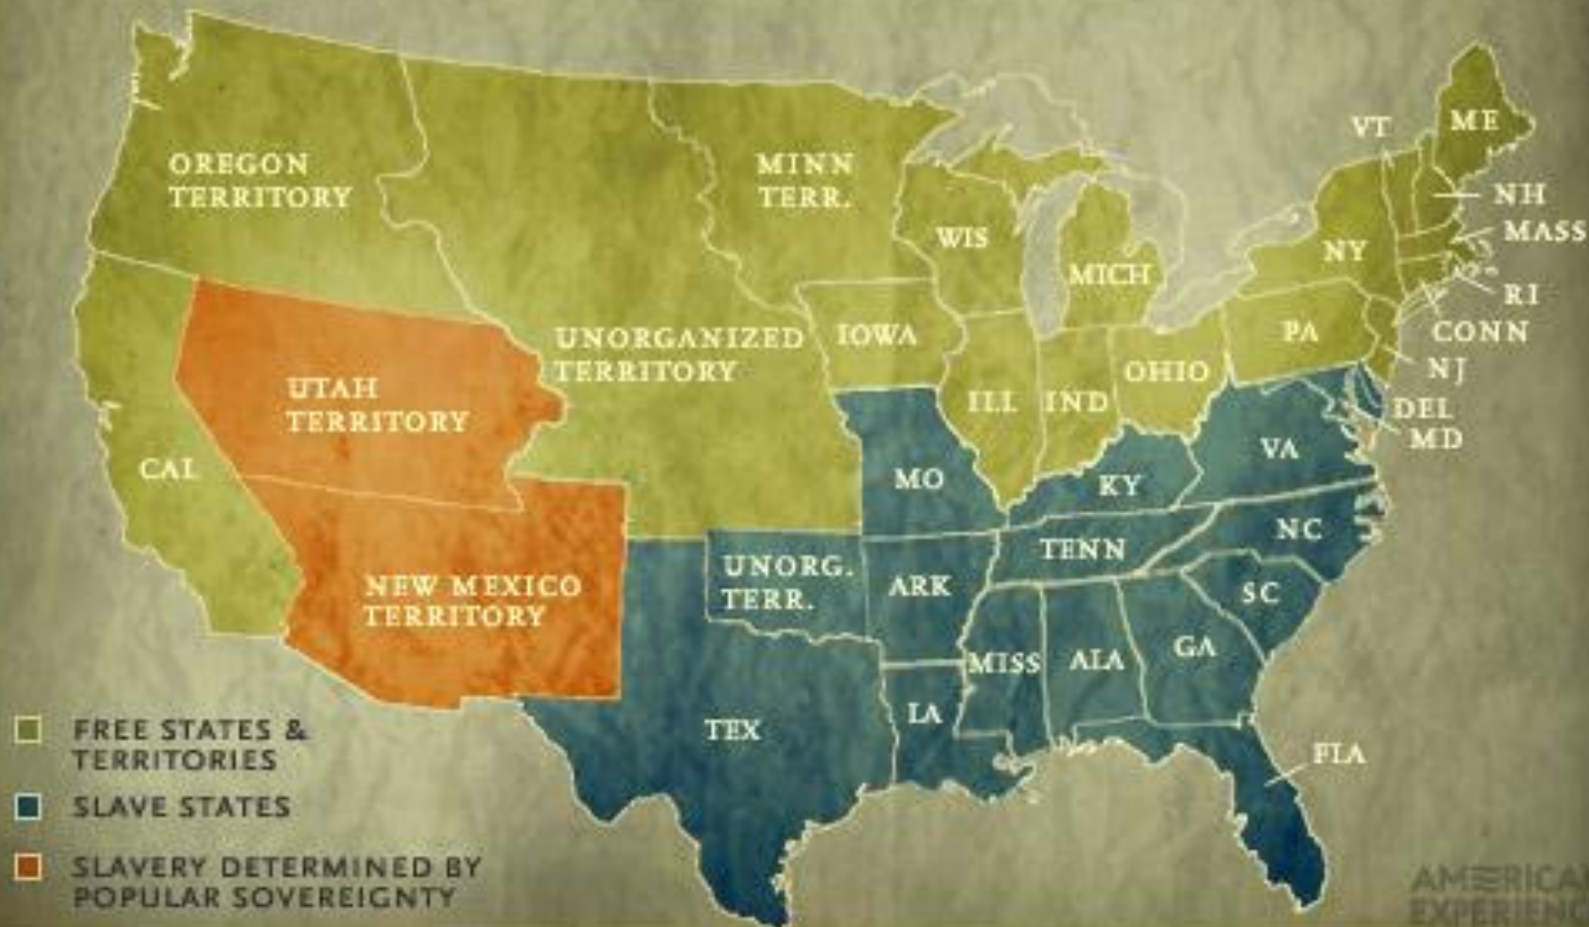 OREGON
TERRITORY
MINN
TERR.
VT
ME
NH
MASS
WIS
MICH
NY
RI
CONN
NJ
UNORGANIZED
TERRITORY
IOWA
PA
UTAH
TERRITORY
ILL
IND
OHIO
DEL
MD
CAL
MO
KY
VA
NEW MEXICO
TERRITORY
UNORG.
TERR.
ARK
TENN
NC
SC
MISS
ALA
GA
TEX
LA
FLA
FREE STATES &
TERRITORIES
SLAVE STATES
SLAVERY DETERMINED BY
POPULAR SOVEREIGNTY
AMERICAN
EXPERIENC